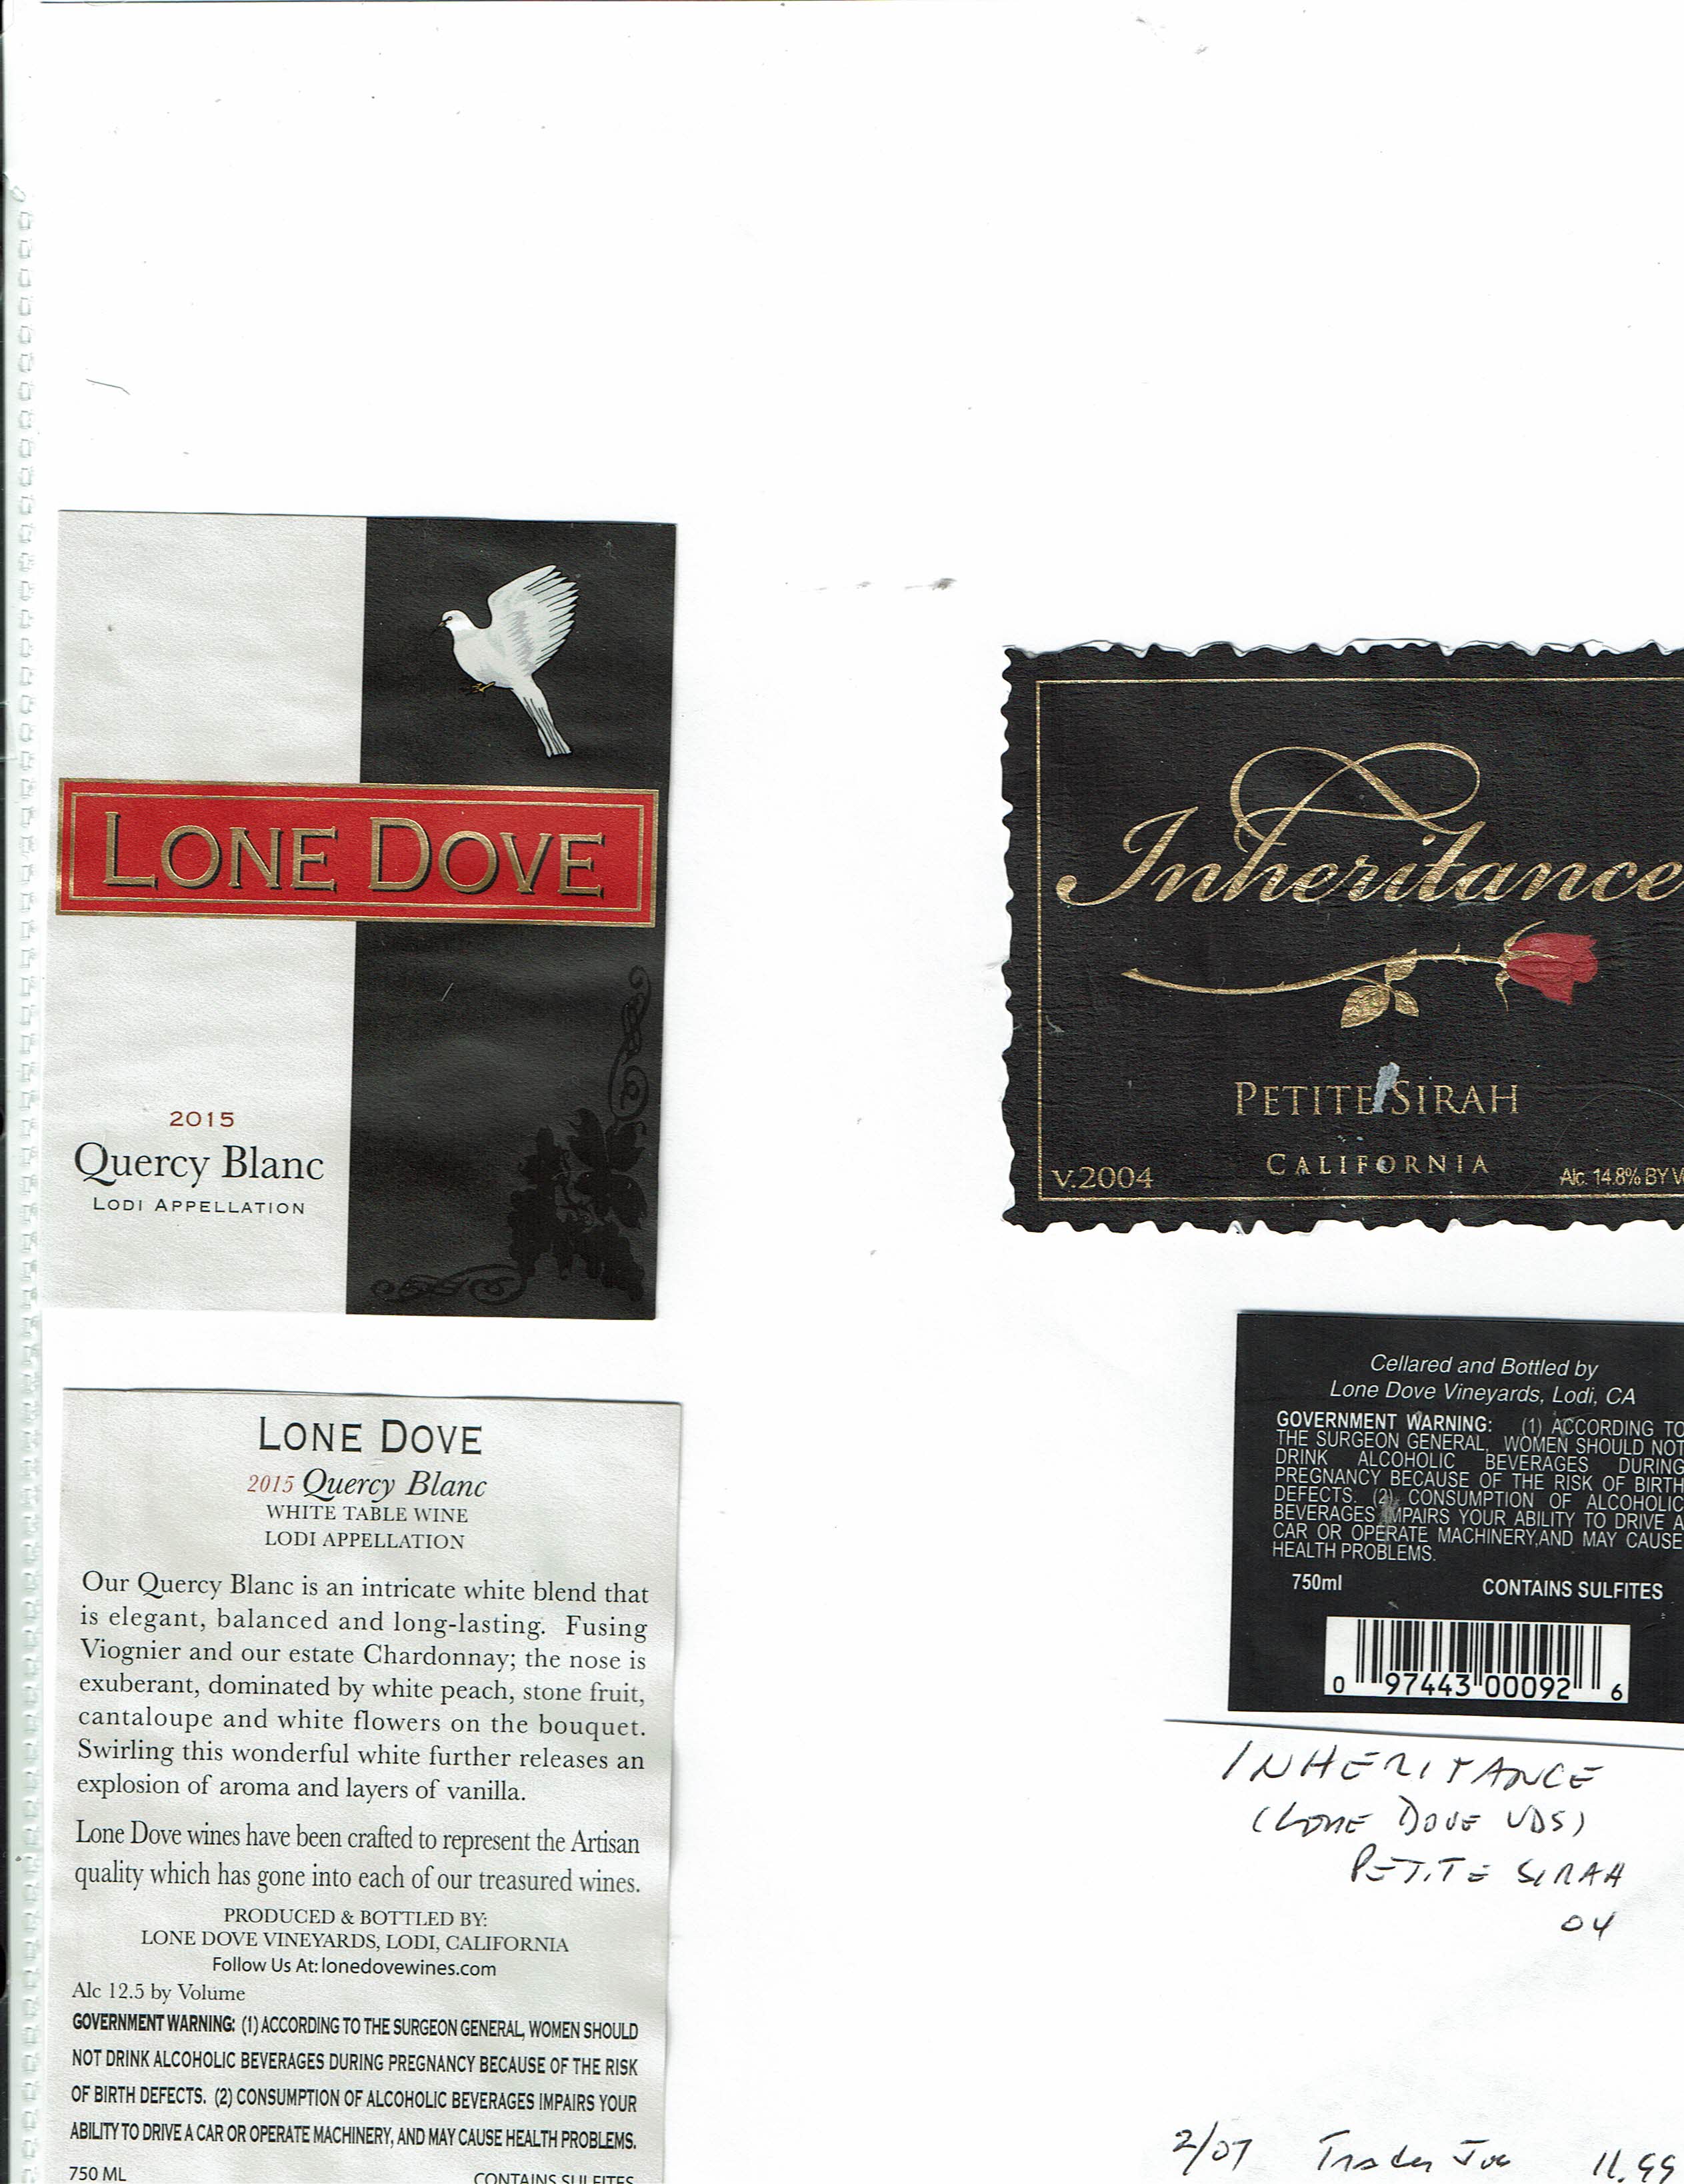 LONE DOVE
2015
Quercy Blanc
LODI APPELLATION
LONE DOVE
2015 Quercy Blanc
WHITE TABLE WINE
LODI APPELLATION
Our Quercy Blanc is an intricate white blend that
is elegant, balanced and long-lasting. Fusing
Viognier and our estate Chardonnay; the nose is
exuberant, dominated by white peach, stone fruit,
cantaloupe and white flowers on the bouquet.
Swirling this wonderful white further releases an
explosion of aroma and layers of vanilla.
Lone Dove wines have been crafted to represent the Artisan
quality which has gone into each of our treasured wines.
PRODUCED & BOTTLED BY:
LONE DOVE VINEYARDS, LODI, CALIFORNIA
Follow Us At: lonedovewines.com
Alc 12.5 by Volume
GOVERNMENT WARNING: (1) ACCORDING TO THE SURGEON GENERAL, WOMEN SHOULD
NOT DRINK ALCOHOLIC BEVERAGES DURING PREGNANCY BECAUSE OF THE RISK
OF BIRTH DEFECTS. (2) CONSUMPTION OF ALCOHOLIC BEVERAGES IMPAIRS YOUR
ABILITY TO DRIVE A CAR OR OPERATE MACHINERY, AND MAY CAUSE HEALTH PROBLEMS.
750 ML CONTAINS SULFITES
Inheritance
PETITE SIRAH
CALIFORNIA
V.2004 Alc. 14.8% BY V
Cellared and Bottled by
Lone Dove Vineyards, Lodi, CA
GOVERNMENT WARNING: (1) ACCORDING TO
THE SURGEON GENERAL, WOMEN SHOULD NOT
DRINK ALCOHOLIC BEVERAGES DURING
PREGNANCY BECAUSE OF THE RISK OF BIRTH
DEFECTS. (2) CONSUMPTION OF ALCOHOLIC
BEVERAGES IMPAIRS YOUR ABILITY TO DRIVE A
CAR OR OPERATE MACHINERY,AND MAY CAUSE
HEALTH PROBLEMS.
750ml CONTAINS SULFITES
0 97443 00092 6
INHERITANCE
(LONE DOVE VDS)
PETITE SIRAH
04
2/07 Trader Joe 11.99